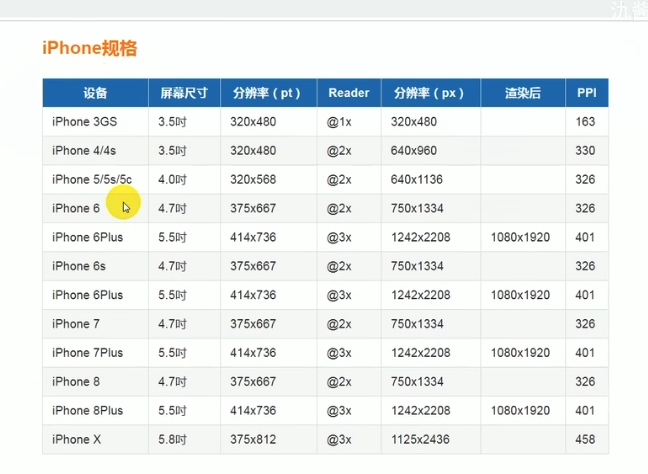 氿酱
iPhone规格
设备 屏幕尺寸 分辨率（pt） Reader 分辨率（px） 渲染后 PPI
iPhone 3GS 3.5吋 320x480 @1x 320x480 163
iPhone 4/4s 3.5吋 320x480 @2x 640x960 330
iPhone 5/5s/5c 4.0吋 320x568 @2x 640x1136 326
iPhone 6 4.7吋 375x667 @2x 750x1334 326
iPhone 6Plus 5.5吋 414x736 @3x 1242x2208 1080x1920 401
iPhone 6s 4.7吋 375x667 @2x 750x1334 326
iPhone 6Plus 5.5吋 414x736 @3x 1242x2208 1080x1920 401
iPhone 7 4.7吋 375x667 @2x 750x1334 326
iPhone 7Plus 5.5吋 414x736 @3x 1242x2208 1080x1920 401
iPhone 8 4.7吋 375x667 @2x 750x1334 326
iPhone 8Plus 5.5吋 414x736 @3x 1242x2208 1080x1920 401
iPhone X 5.8吋 375x812 @3x 1125x2436 458